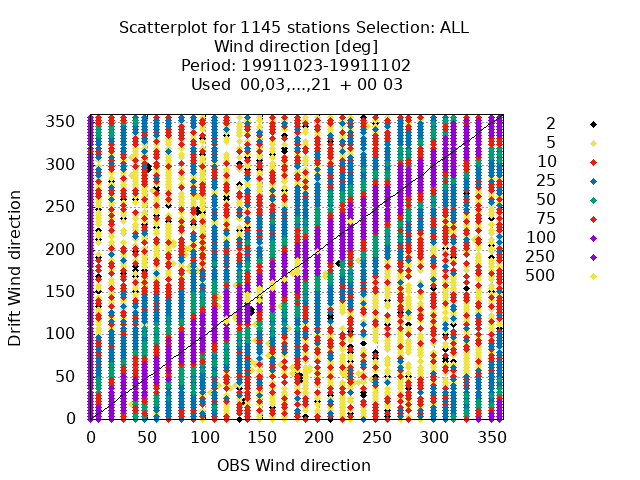 Scatterplot for 1145 stations Selection: ALL
Wind direction [deg]
Period: 19911023-19911102
Used  00,03,...,21  + 00 03
Drift Wind direction
350
300
250
200
150
100
50
0
0 50 100 150 200 250 300 350
OBS Wind direction
2
5
10
25
50
75
100
250
500